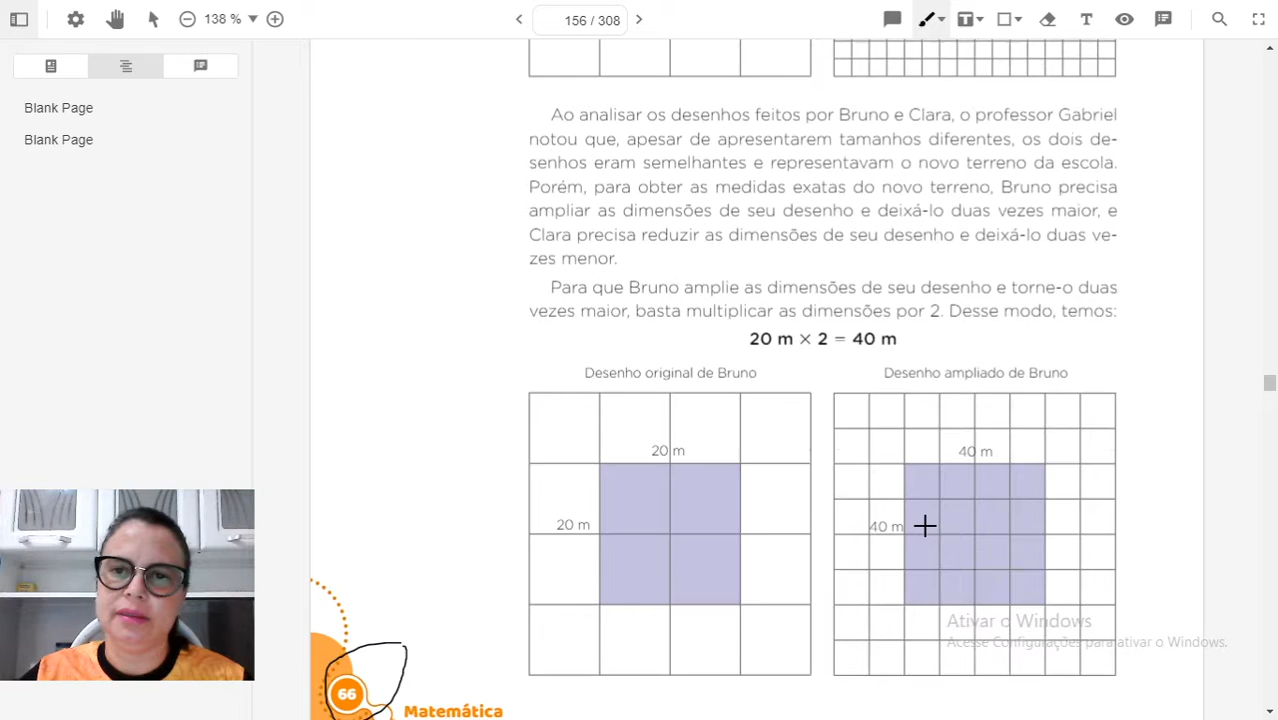 138 %
156 / 308
T
T
Blank Page
Blank Page
Ao analisar os desenhos feitos por Bruno e Clara, o professor Gabriel
notou que, apesar de apresentarem tamanhos diferentes, os dois de-
senhos eram semelhantes e representavam o novo terreno da escola.
Porém, para obter as medidas exatas do novo terreno, Bruno precisa
ampliar as dimensões de seu desenho e deixá-lo duas vezes maior, e
Clara precisa reduzir as dimensões de seu desenho e deixá-lo duas ve-
zes menor.
Para que Bruno amplie as dimensões de seu desenho e torne-o duas
vezes maior, basta multiplicar as dimensões por 2. Desse modo, temos:
20 m × 2 = 40 m
Desenho original de Bruno
Desenho ampliado de Bruno
20 m
40 m
20 m
40 m
Ativar o Windows
Acesse Configurações para ativar o Windows.
66
Matemática